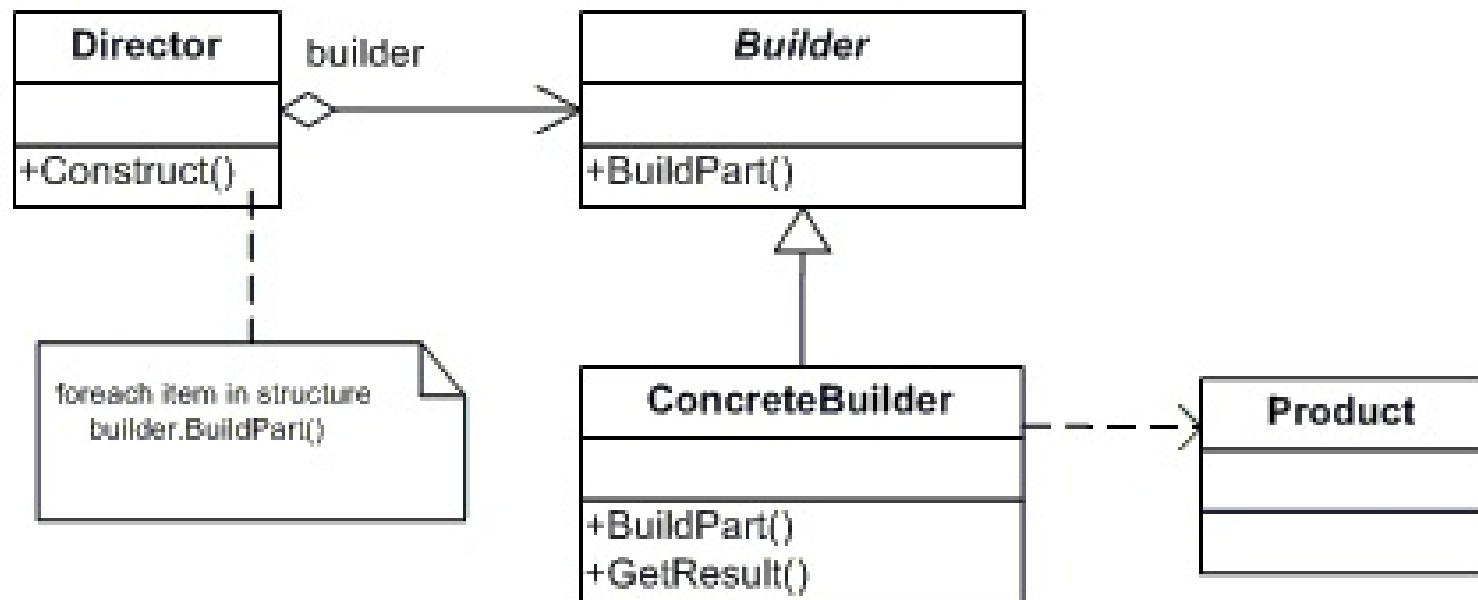 Director
builder
Builder
+Construct()
+BuildPart()
foreach item in structure
builder.BuildPart()
ConcreteBuilder
Product
+BuildPart()
+GetResult()